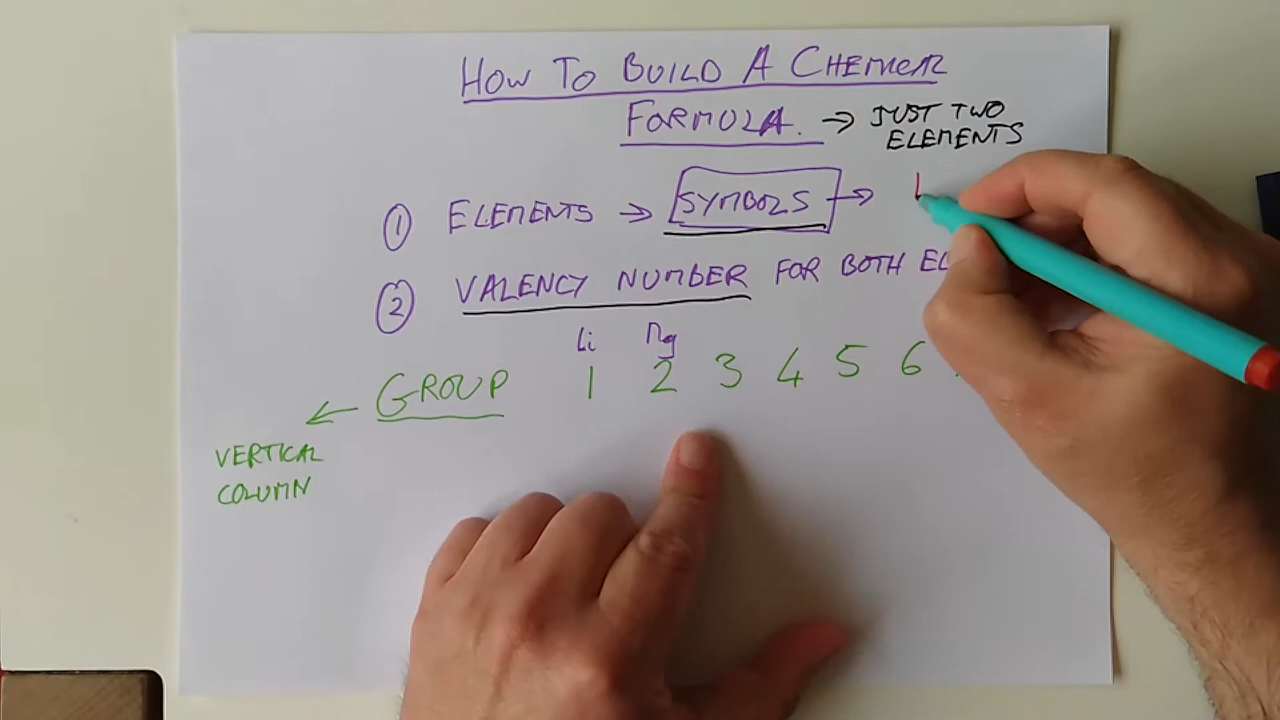 HOW TO BUILD A CHEMICAL
FORMULA. → JUST TWO
ELEMENTS
① ELEMENTS → SYMBOLS →
② VALENCY NUMBER FOR BOTH
Li Mg
GROUP 1 2 3 4 5 6
← VERTICAL
COLUMN